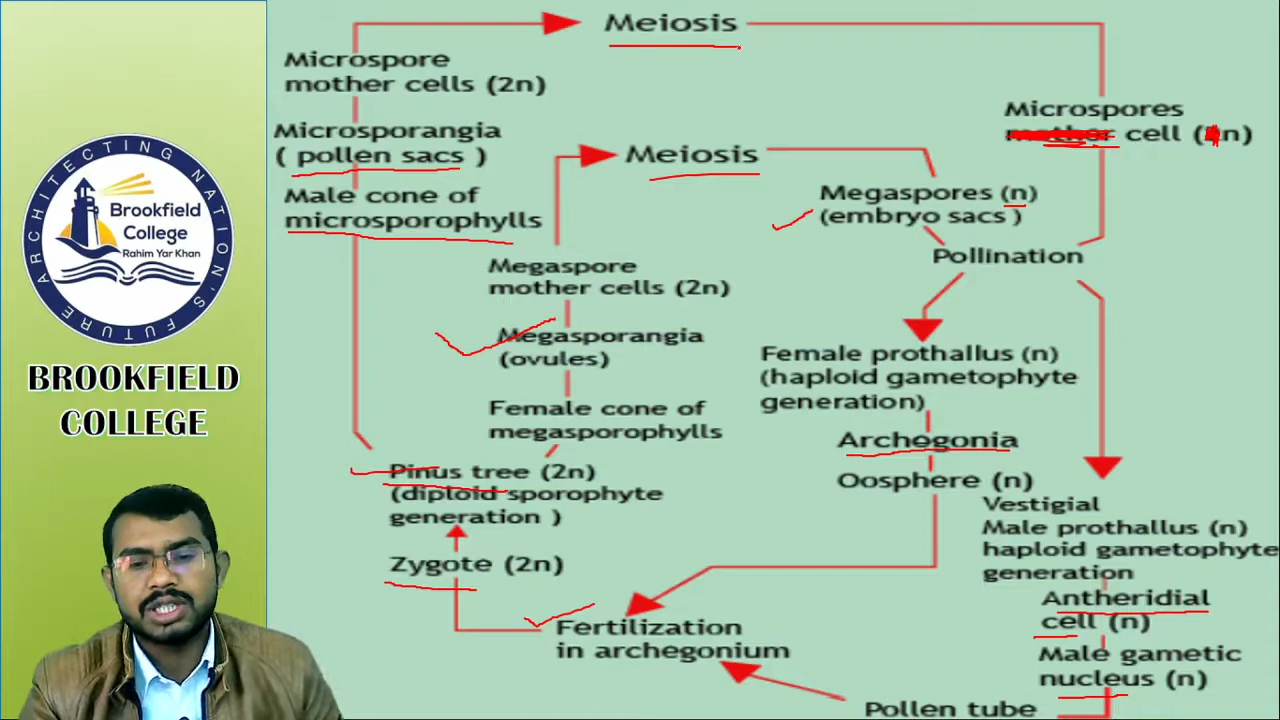 ARCHITECTING NATION'S FUTURE
Brookfield
College
Rahim Yar Khan
BROOKFIELD
COLLEGE
Meiosis
Microspore
mother cells (2n)
Microsporangia
( pollen sacs )
Male cone of
microsporophylls
Meiosis
Microspores
mother cell ( n)
Megaspores (n)
(embryo sacs )
Pollination
Megaspore
mother cells (2n)
Megasporangia
(ovules)
Female cone of
megasporophylls
Pinus tree (2n)
(diploid sporophyte
generation )
Zygote (2n)
Fertilization
in archegonium
Female prothallus (n)
(haploid gametophyte
generation)
Archegonia
Oosphere (n)
Vestigial
Male prothallus (n)
haploid gametophyte
generation
Antheridial
cell (n)
Male gametic
nucleus (n)
Pollen tube